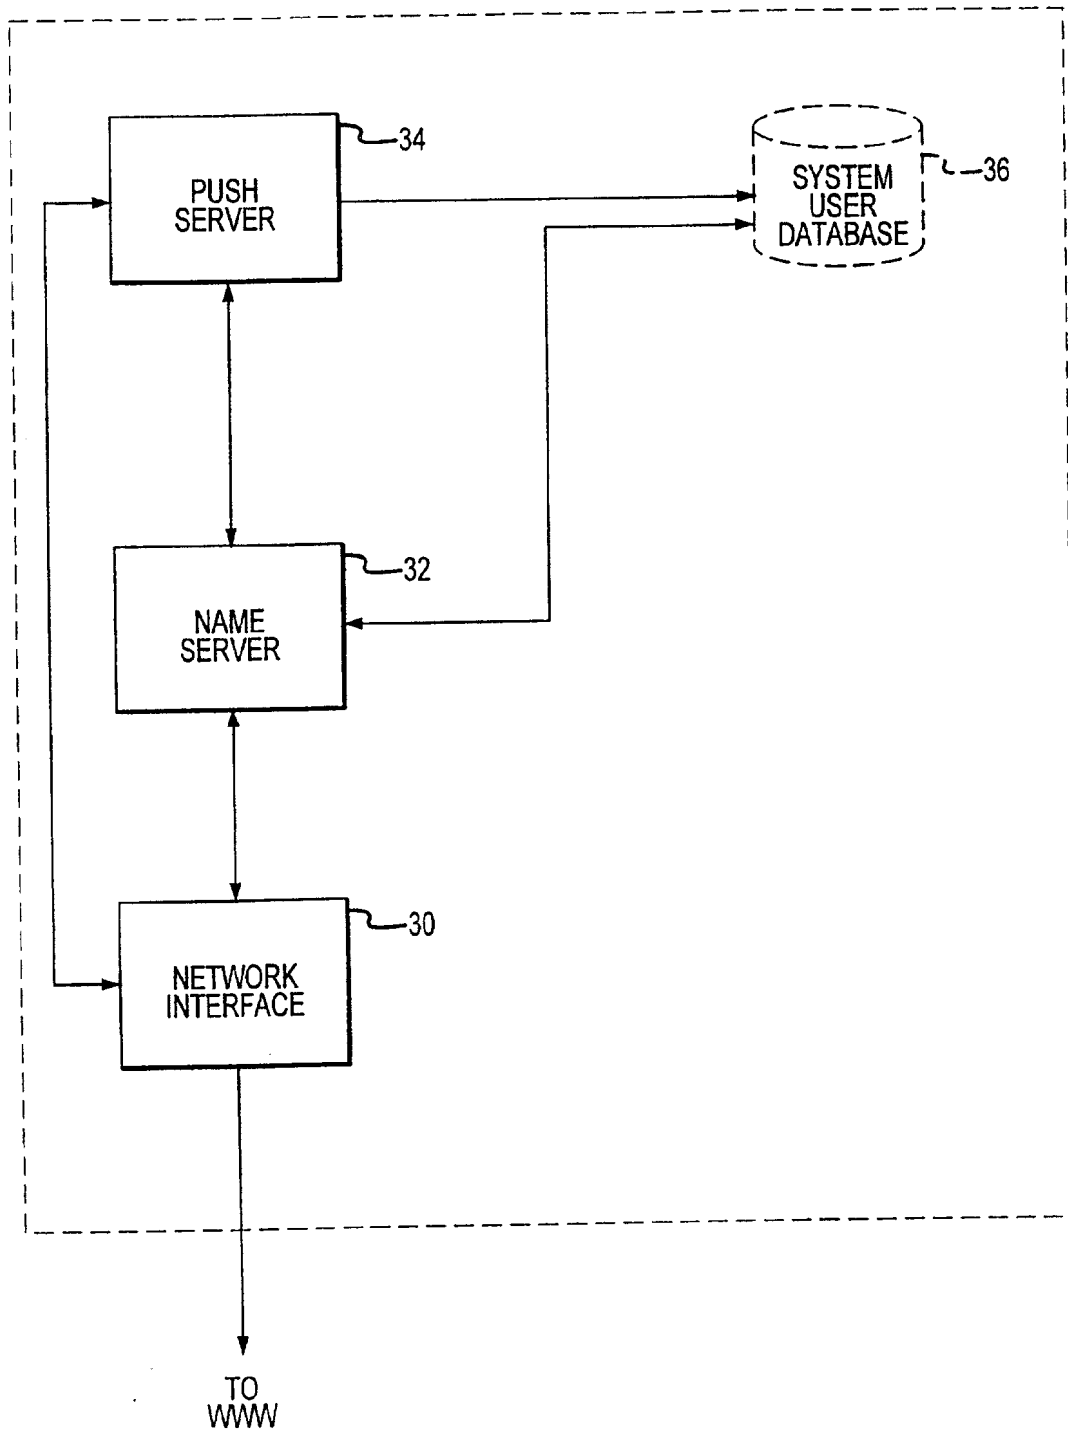 34
PUSH
SERVER
36
SYSTEM
USER
DATABASE
32
NAME
SERVER
30
NETWORK
INTERFACE
TO
WWW